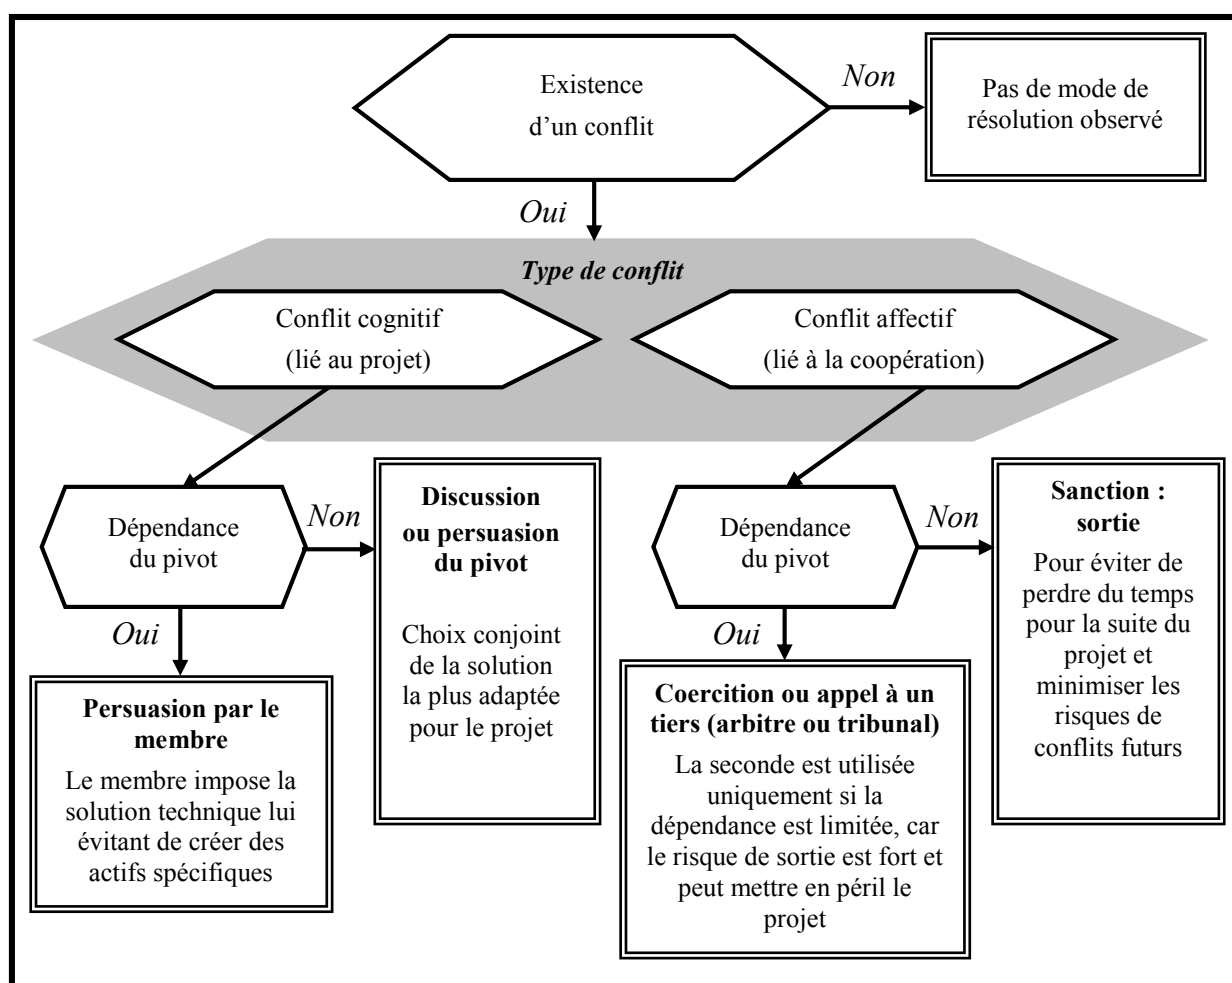 Existence
d’un conflit
Non
Pas de mode de
résolution observé
Oui
Type de conflit
Conflit cognitif
(lié au projet)
Conflit affectif
(lié à la coopération)
Dépendance
du pivot
Non
Discussion
ou persuasion
du pivot
Choix conjoint
de la solution
la plus adaptée
pour le projet
Oui
Persuasion par le
membre
Le membre impose la
solution technique lui
évitant de créer des
actifs spécifiques
Dépendance
du pivot
Non
Sanction :
sortie
Pour éviter de
perdre du temps
pour la suite du
projet et
minimiser les
risques de
conflits futurs
Oui
Coercition ou appel à un
tiers (arbitre ou tribunal)
La seconde est utilisée
uniquement si la
dépendance est limitée, car
le risque de sortie est fort et
peut mettre en péril le
projet